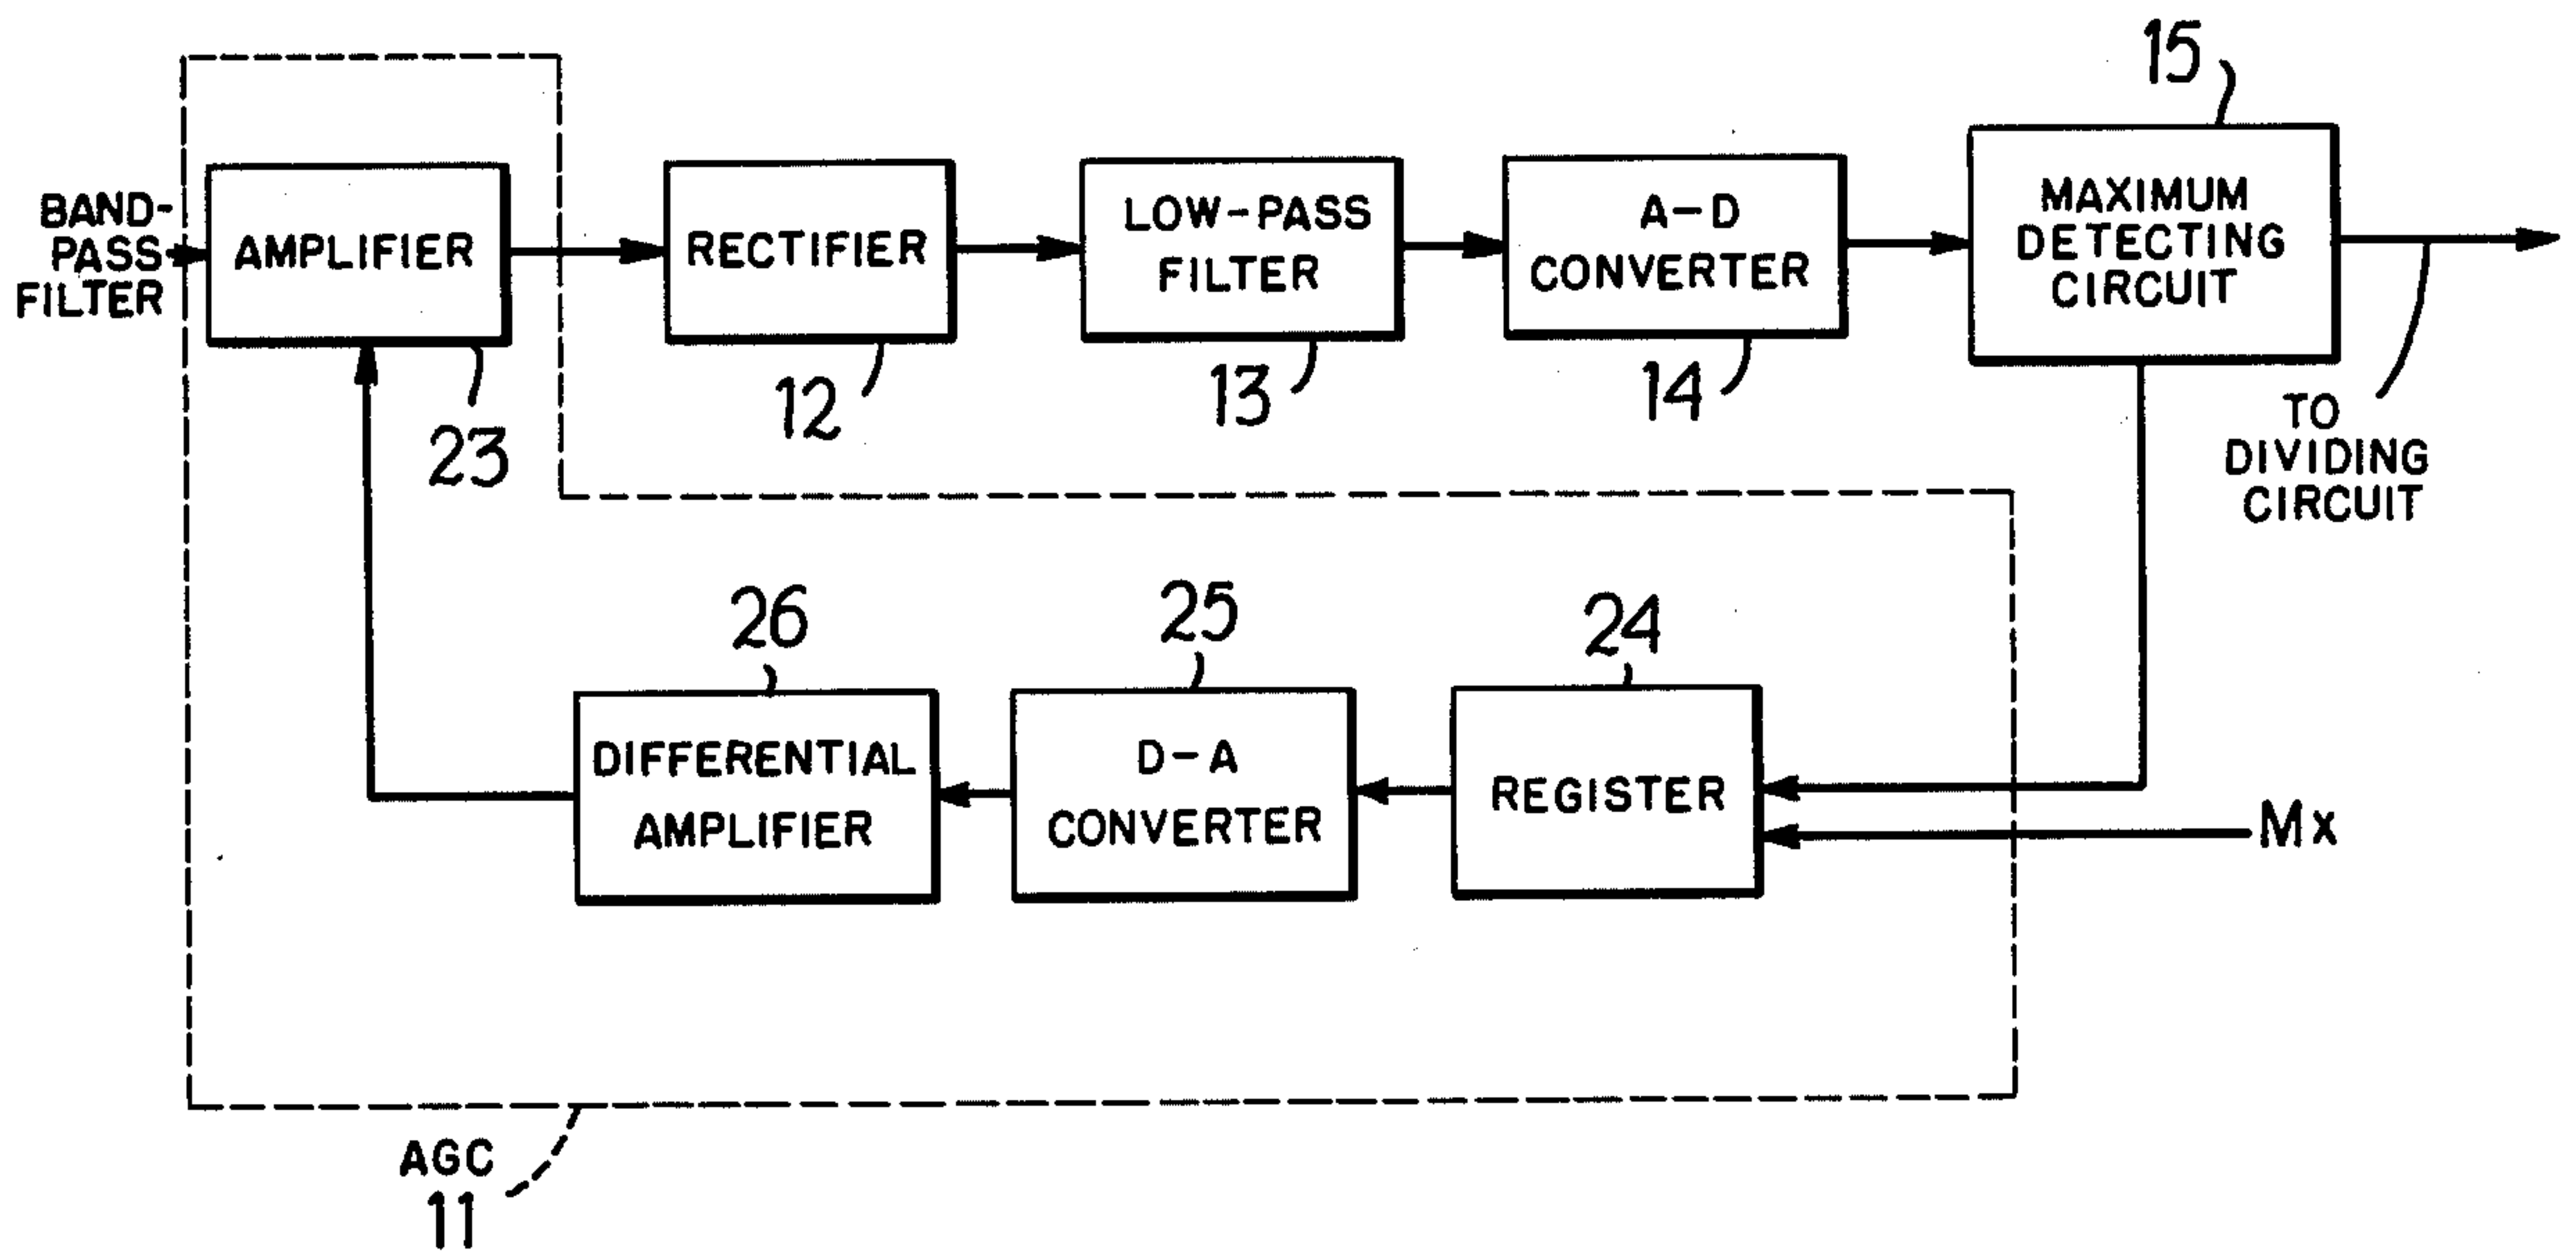 15
BAND-
PASS
FILTER
AMPLIFIER
RECTIFIER
LOW-PASS
FILTER
A-D
CONVERTER
MAXIMUM
DETECTING
CIRCUIT
23
12
13
14
TO
DIVIDING
CIRCUIT
26
25
24
DIFFERENTIAL
AMPLIFIER
D-A
CONVERTER
REGISTER
Mx
AGC
11